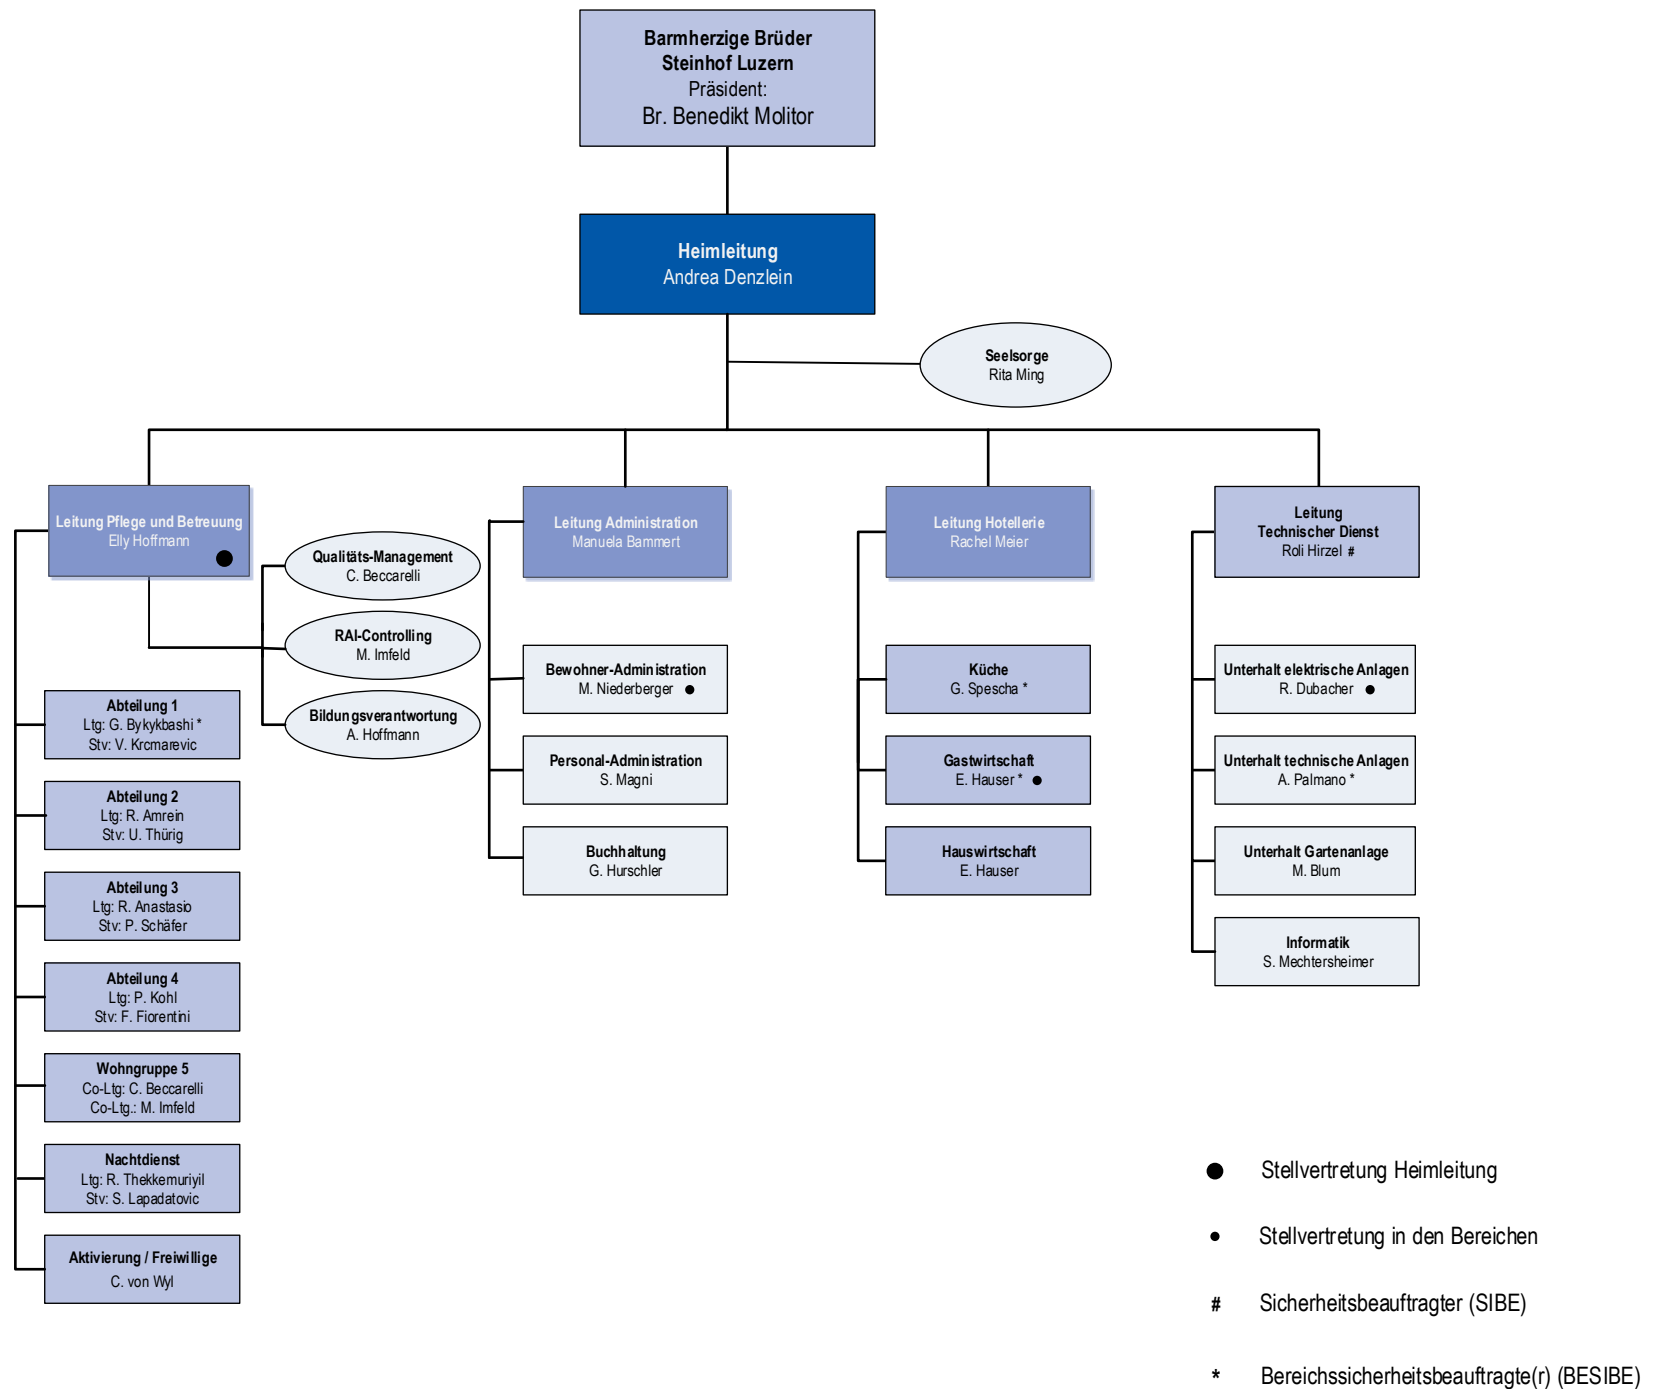 Barmherzige Brüder
Steinhof Luzern
Präsident:
Br. Benedikt Molitor
Heimleitung
Andrea Denzlein
Seelsorge
Rita Ming
Leitung Pflege und Betreuung
Elly Hoffmann
●
Qualitäts-Management
C. Beccarelli
RAI-Controlling
M. Imfeld
Bildungsverantwortung
A. Hoffmann
Abteilung 1
Ltg: G. Bykykbashi *
Stv: V. Krcmarevic
Abteilung 2
Ltg: R. Amrein
Stv: U. Thürig
Abteilung 3
Ltg: R. Anastasio
Stv: P. Schäfer
Abteilung 4
Ltg: P. Kohl
Stv: F. Fiorentini
Wohngruppe 5
Co-Ltg: C. Beccarelli
Co-Ltg.: M. Imfeld
Nachtdienst
Ltg: R. Thekkemuriyil
Stv: S. Lapadatovic
Aktivierung / Freiwillige
C. von Wyl
Leitung Administration
Manuela Bammert
Bewohner-Administration
M. Niederberger ●
Personal-Administration
S. Magni
Buchhaltung
G. Hurschler
Leitung Hotellerie
Rachel Meier
Küche
G. Spescha *
Gastwirtschaft
E. Hauser * ●
Hauswirtschaft
E. Hauser
Leitung
Technischer Dienst
Roli Hirzel #
Unterhalt elektrische Anlagen
R. Dubacher ●
Unterhalt technische Anlagen
A. Palmano *
Unterhalt Gartenanlage
M. Blum
Informatik
S. Mechtersheimer
● Stellvertretung Heimleitung
● Stellvertretung in den Bereichen
# Sicherheitsbeauftragter (SIBE)
* Bereichssicherheitsbeauftragte(r) (BESIBE)